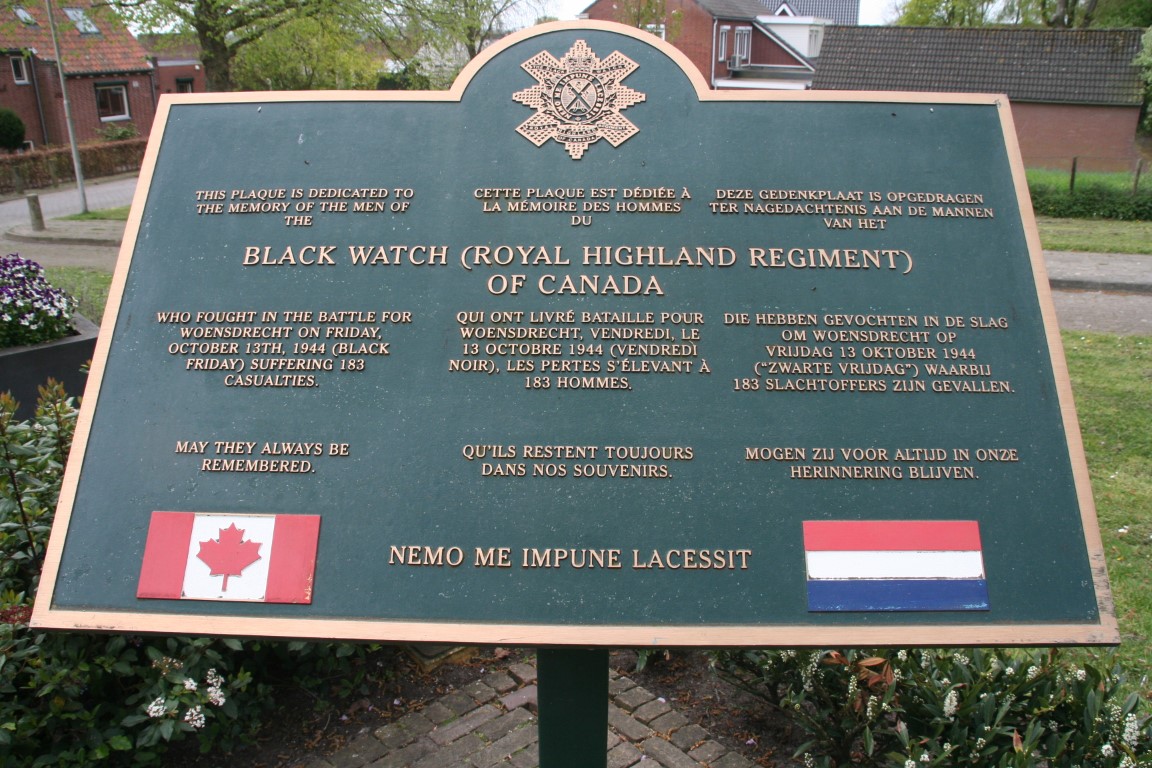 THIS PLAQUE IS DEDICATED TO
THE MEMORY OF THE MEN OF
THE
CETTE PLAQUE EST DÉDIÉE À
LA MÉMOIRE DES HOMMES
DU
DEZE GEDENKPLAAT IS OPGEDRAGEN
TER NAGEDACHTENIS AAN DE MANNEN
VAN HET
BLACK WATCH (ROYAL HIGHLAND REGIMENT)
OF CANADA
WHO FOUGHT IN THE BATTLE FOR
WOENSDRECHT ON FRIDAY,
OCTOBER 13TH, 1944 (BLACK
FRIDAY) SUFFERING 183
CASUALTIES.
QUI ONT LIVRÉ BATAILLE POUR
WOENSDRECHT, VENDREDI, LE
13 OCTOBRE 1944 (VENDREDI
NOIR), LES PERTES S'ÉLEVANT À
183 HOMMES.
DIE HEBBEN GEVOCHTEN IN DE SLAG
OM WOENSDRECHT OP
VRIJDAG 13 OKTOBER 1944
("ZWARTE VRIJDAG") WAARBIJ
183 SLACHTOFFERS ZIJN GEVALLEN.
MAY THEY ALWAYS BE
REMEMBERED.
QU'ILS RESTENT TOUJOURS
DANS NOS SOUVENIRS.
MOGEN ZIJ VOOR ALTIJD IN ONZE
HERINNERING BLIJVEN.
NEMO ME IMPUNE LACESSIT